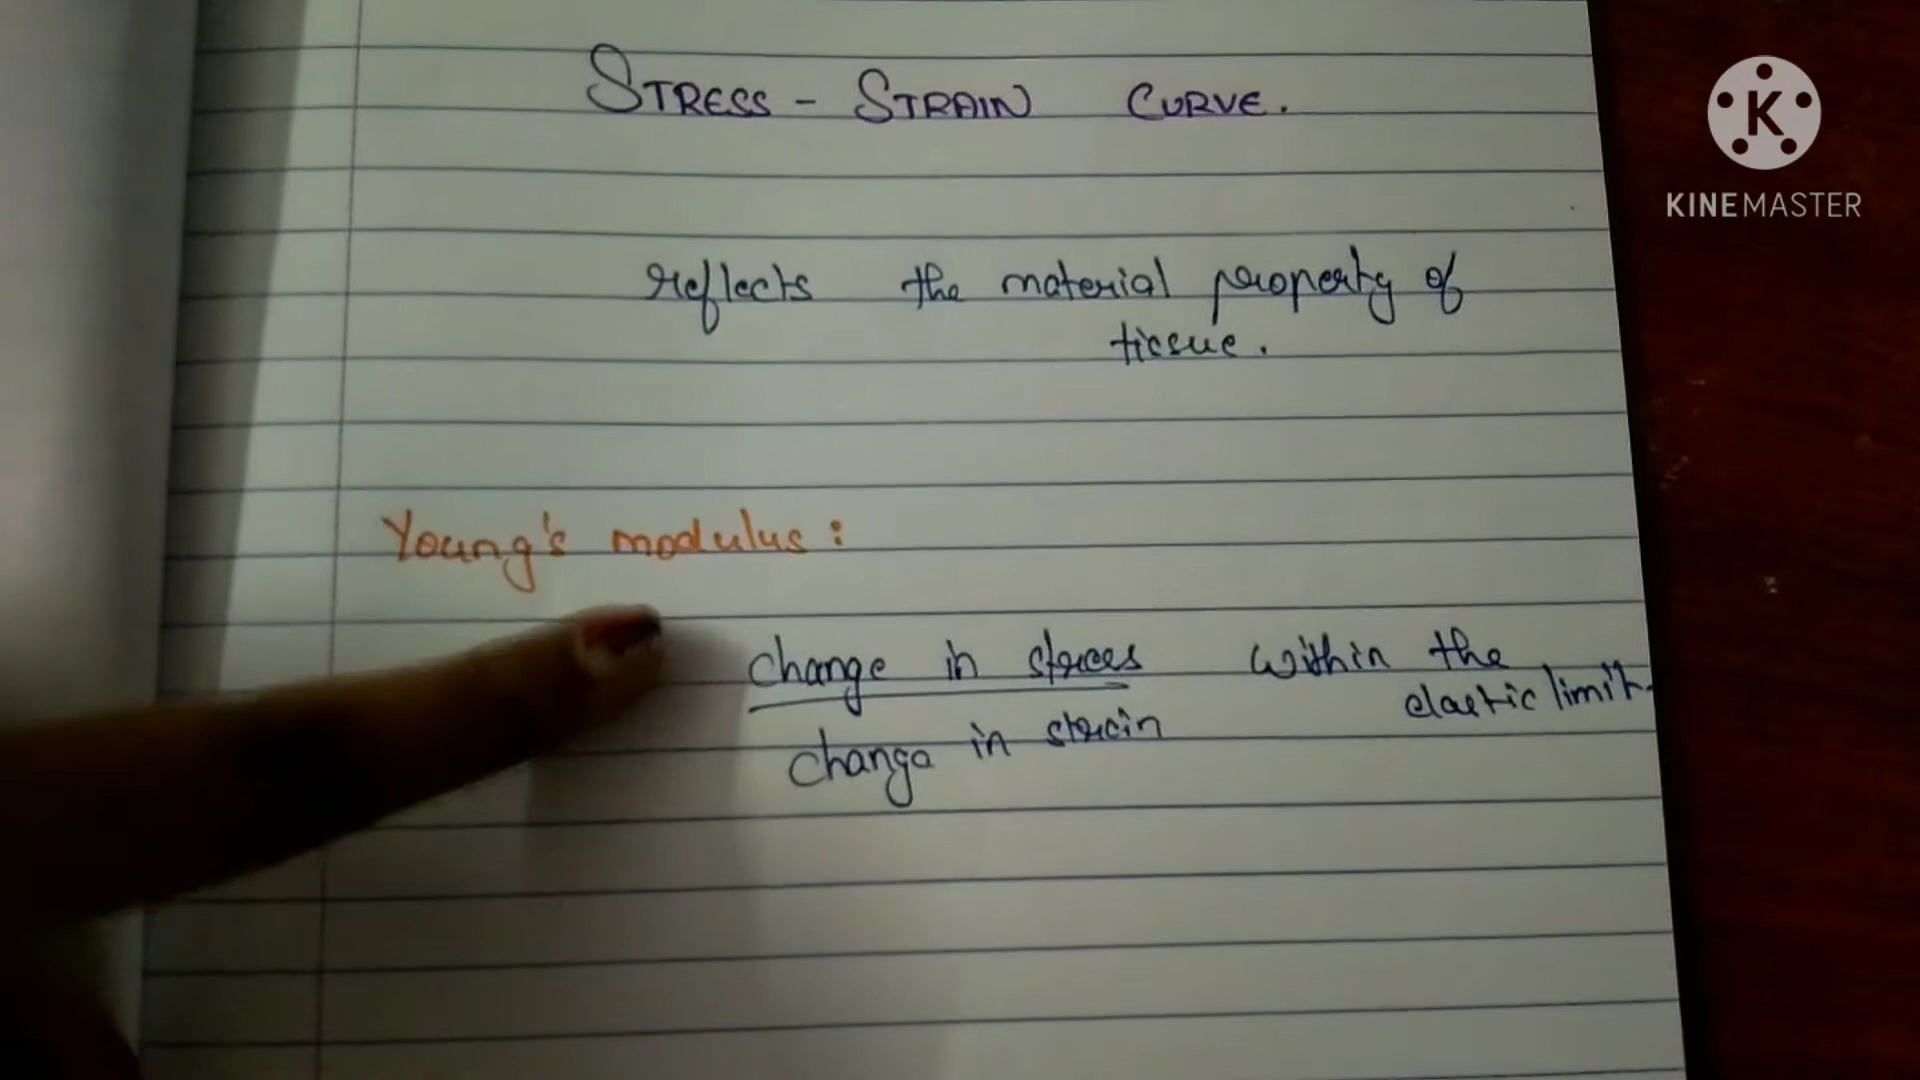 STRESS - STRAIN CURVE.
K
KINEMASTER
reflects the material property of
tissue.
Young's modulus:
change in stress within the
elastic limit.
change in strain